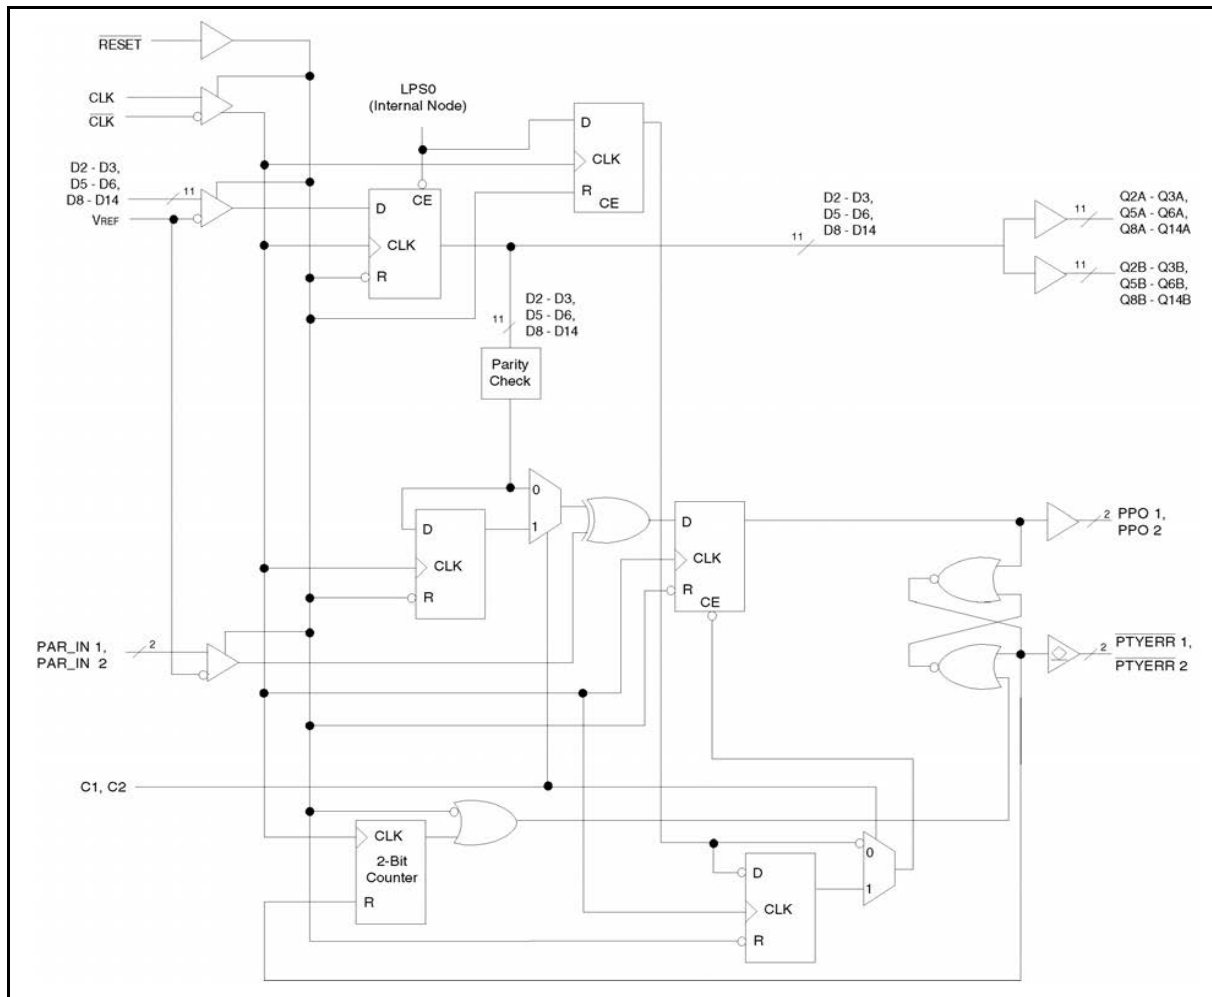 RESET
CLK
CLK
LPS0
(Internal Node)
D
CLK
R
CE
D2 - D3,
D5 - D6,
D8 - D14
11
VREF
CE
D
CLK
R
D2 - D3,
D5 - D6,
D8 - D14
11
11
Q2A - Q3A,
Q5A - Q6A,
Q8A - Q14A
11
Q2B - Q3B,
Q5B - Q6B,
Q8B - Q14B
D2 - D3,
D5 - D6,
D8 - D14
11
Parity
Check
0
1
D
CLK
R
D
CLK
R
CE
2
PPO 1,
PPO 2
PAR_IN 1,
PAR_IN 2
2
2
PTYERR 1,
PTYERR 2
C1, C2
CLK
2-Bit
Counter
R
0
1
D
CLK
R